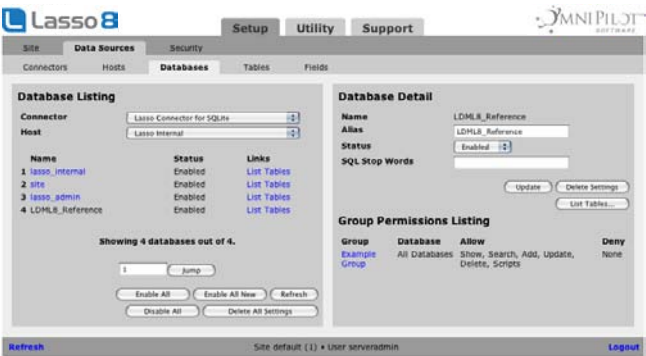 Lasso 8
Setup Utility Support
OMNIPILOT
SOFTWARE
Site Data Sources Security
Connectors Hosts Databases Tables Fields
Database Listing
Connector Lasso Connector for SQLite
Host Lasso Internal
Name Status Links
1 lasso_internal Enabled List Tables
2 site Enabled List Tables
3 lasso_admin Enabled List Tables
4 LDML8_Reference Enabled List Tables
Showing 4 databases out of 4.
1 Jump
Enable All Enable All New Refresh
Disable All Delete All Settings
Database Detail
Name LDML8_Reference
Alias LDML8_Reference
Status Enabled
SQL Stop Words
Update Delete Settings
List Tables...
Group Permissions Listing
Group Database Allow Deny
Example All Databases Show, Search, Add, Update, None
Group Delete, Scripts
Refresh Site default (1) • User serveradmin Logout